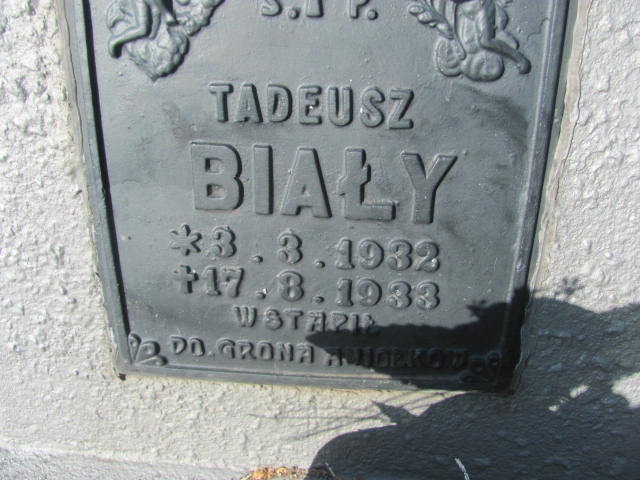 Ś.P.
TADEUSZ
BIAŁY
*3.3.1932
†17.8.1933
WSTĄPIŁ
DO.GRONA ANIOŁKÓW